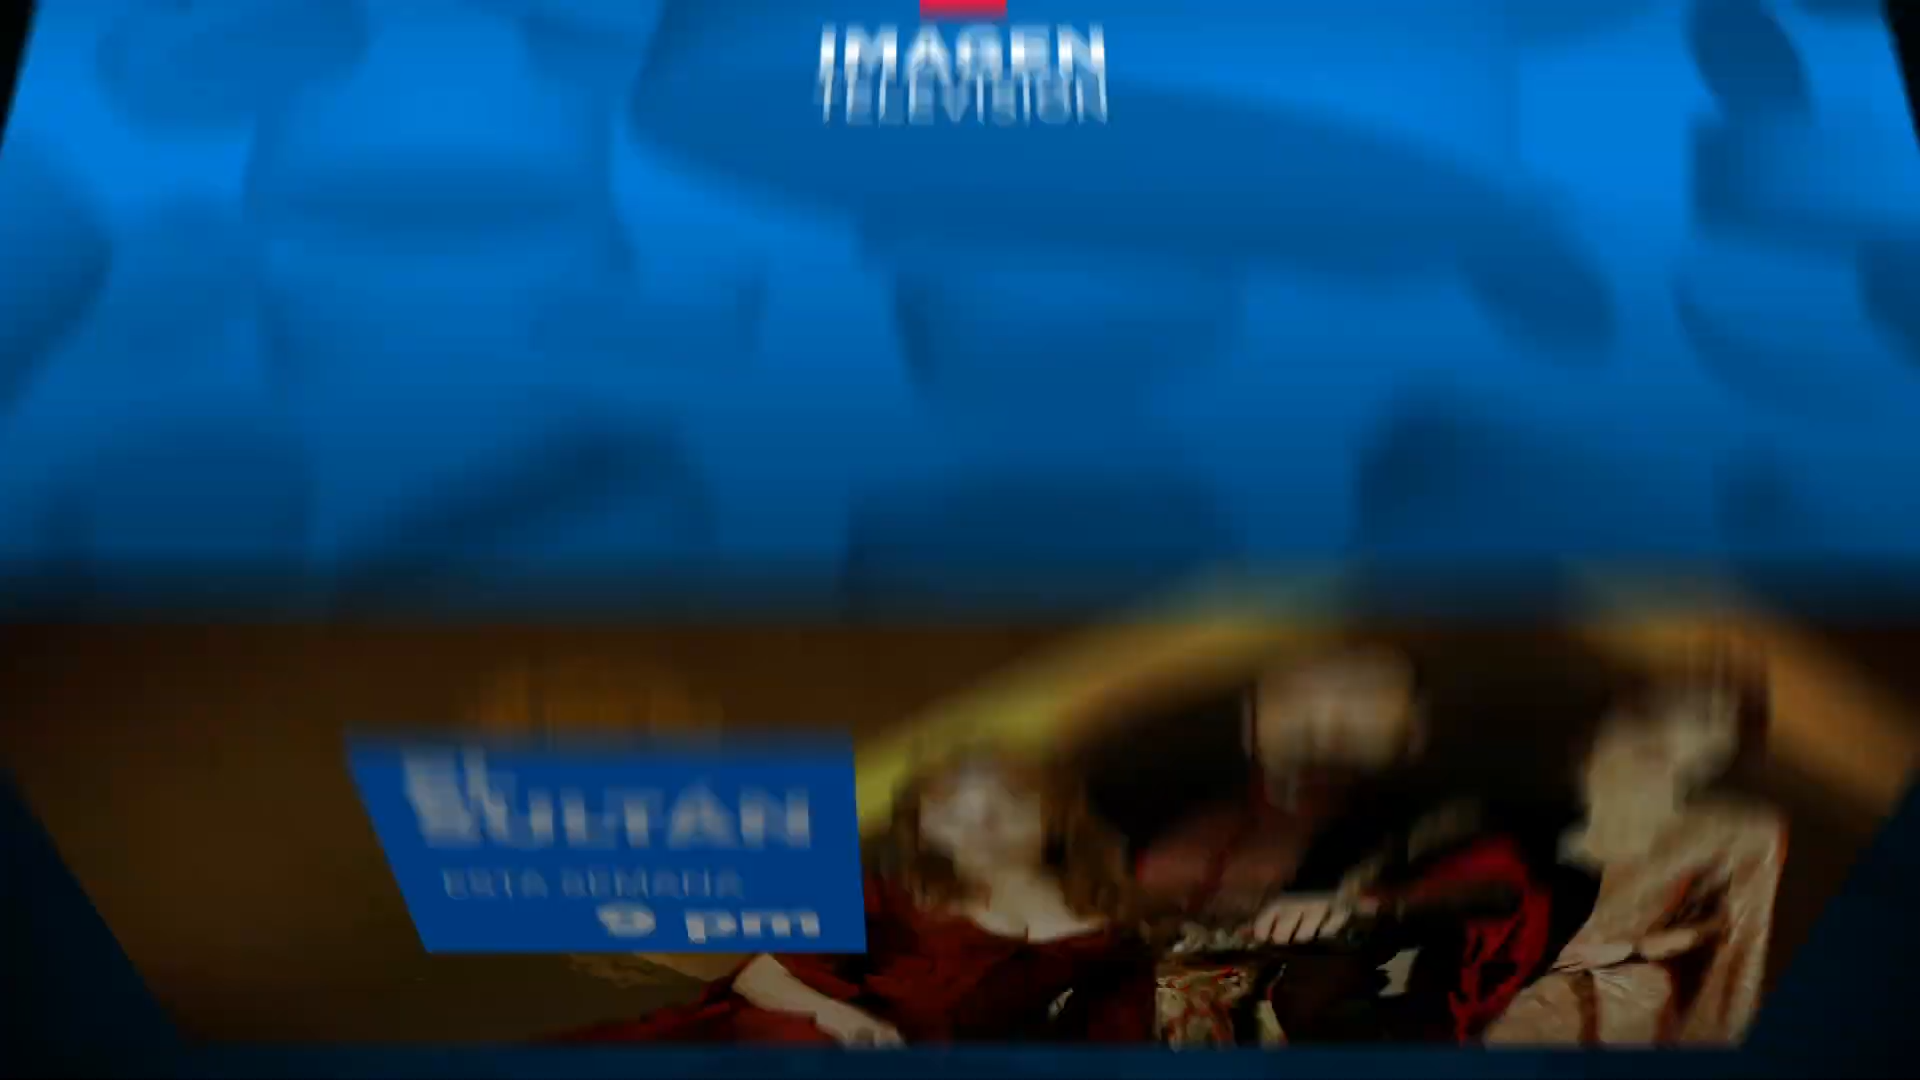 IMAGEN
TELEVISIÓN
EL
SULTÁN
ESTA SEMANA
9 pm